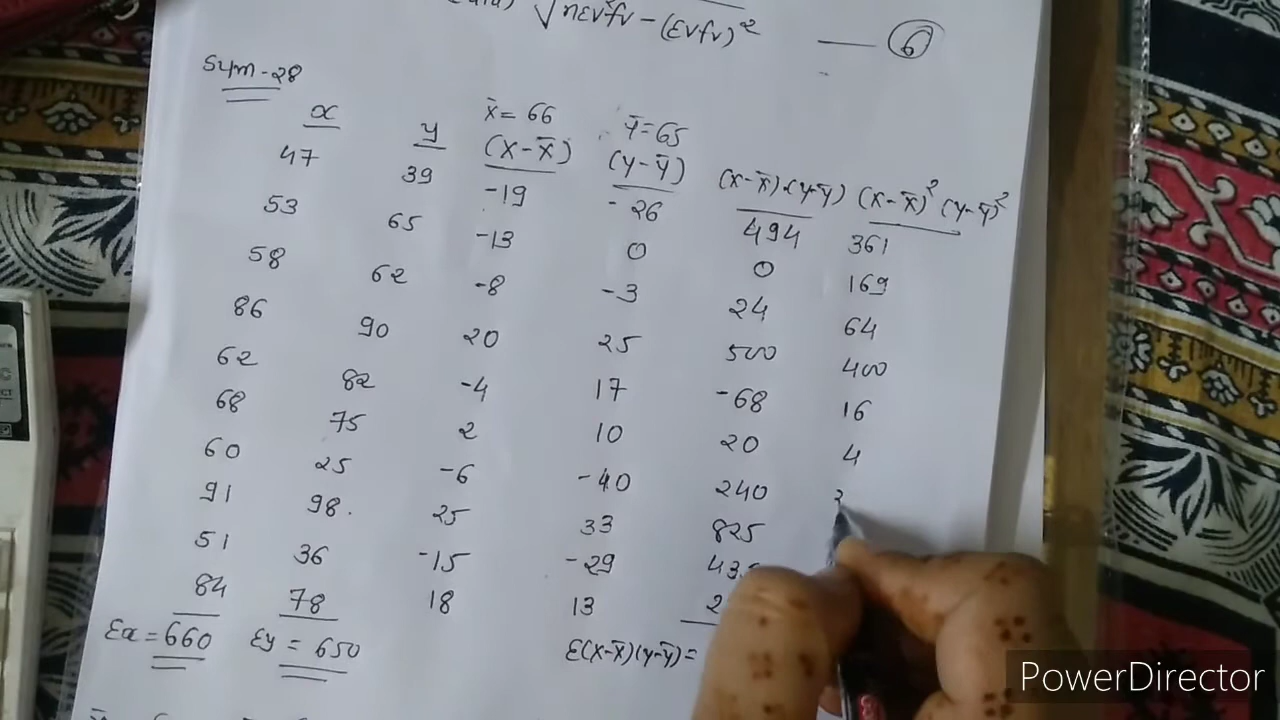 √nΣv²fv-(Σvfv)² — 6
Sum-28
x y x̄= 66 ȳ=65
(x-x̄) (y-ȳ) (x-x̄)·(y-ȳ) (x-x̄)² (y-ȳ)²
47 39 -19 -26 494 361
53 65 -13 0 0 169
58 62 -8 -3 24 64
86 90 20 25 500 400
62 82 -4 17 -68 16
68 75 2 10 20 4
60 25 -6 -40 240
91 98. 25 33 825
51 36 -15 -29
84 78 18 13
Σx = 660 Σy = 650 Σ(x-x̄)(y-ȳ)=
PowerDirector